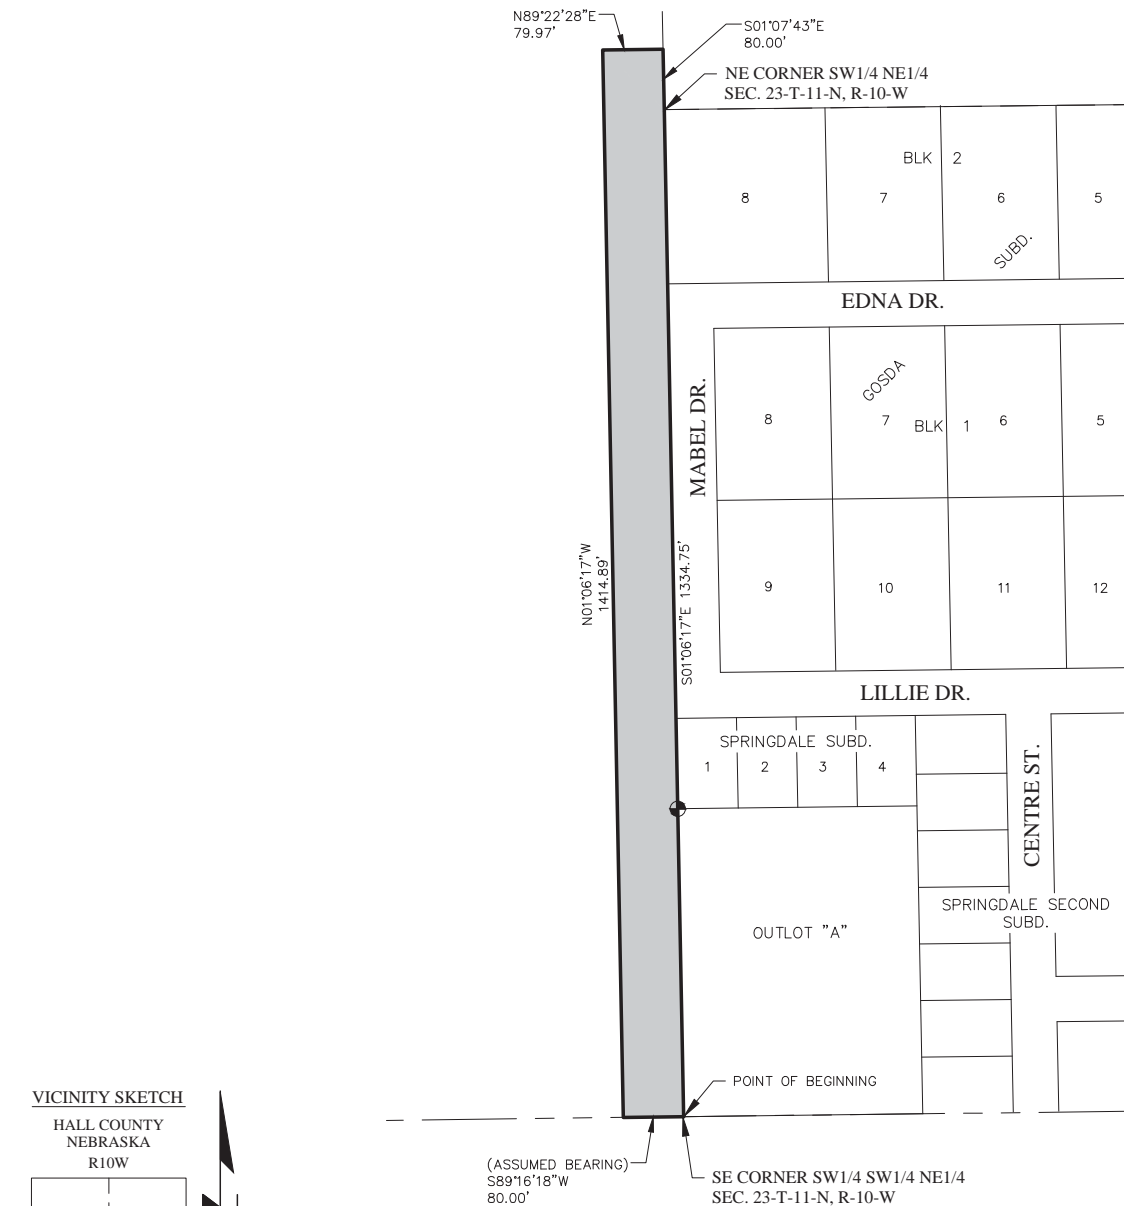 N89°22'28"E
79.97'
S01°07'43"E
80.00'
NE CORNER SW1/4 NE1/4
SEC. 23-T-11-N, R-10-W
BLK 2
8
7
6
5
SUBD.
EDNA DR.
MABEL DR.
GOSDA
8
7
BLK 1
6
5
N01°06'17"W
1414.89'
S01°06'17"E 1334.75'
9
10
11
12
LILLIE DR.
SPRINGDALE SUBD.
1
2
3
4
CENTRE ST.
SPRINGDALE SECOND
SUBD.
OUTLOT "A"
POINT OF BEGINNING
VICINITY SKETCH
HALL COUNTY
NEBRASKA
R10W
(ASSUMED BEARING)
S89°16'18"W
80.00'
SE CORNER SW1/4 SW1/4 NE1/4
SEC. 23-T-11-N, R-10-W